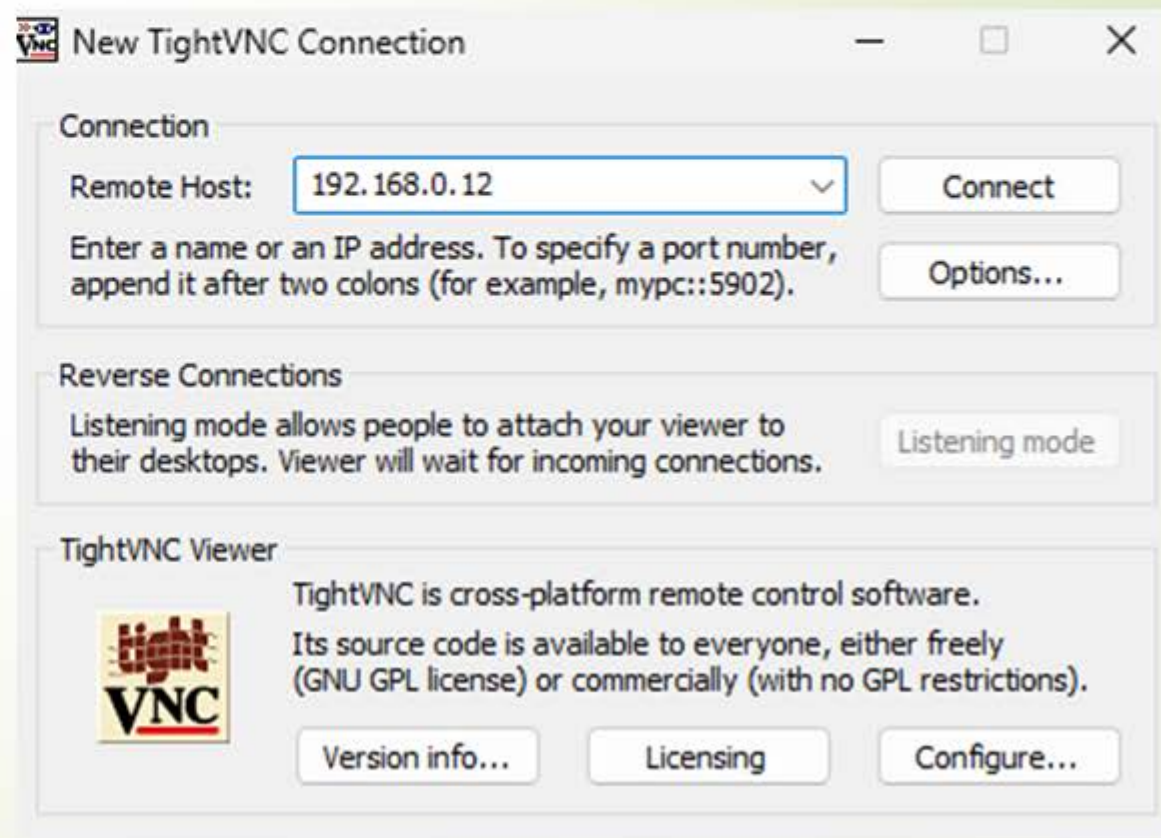 New TightVNC Connection
Connection
Remote Host: 192.168.0.12 Connect
Enter a name or an IP address. To specify a port number,
append it after two colons (for example, mypc::5902).
Options...
Reverse Connections
Listening mode allows people to attach your viewer to
their desktops. Viewer will wait for incoming connections.
Listening mode
TightVNC Viewer
tight
VNC
TightVNC is cross-platform remote control software.
Its source code is available to everyone, either freely
(GNU GPL license) or commercially (with no GPL restrictions).
Version info... Licensing Configure...